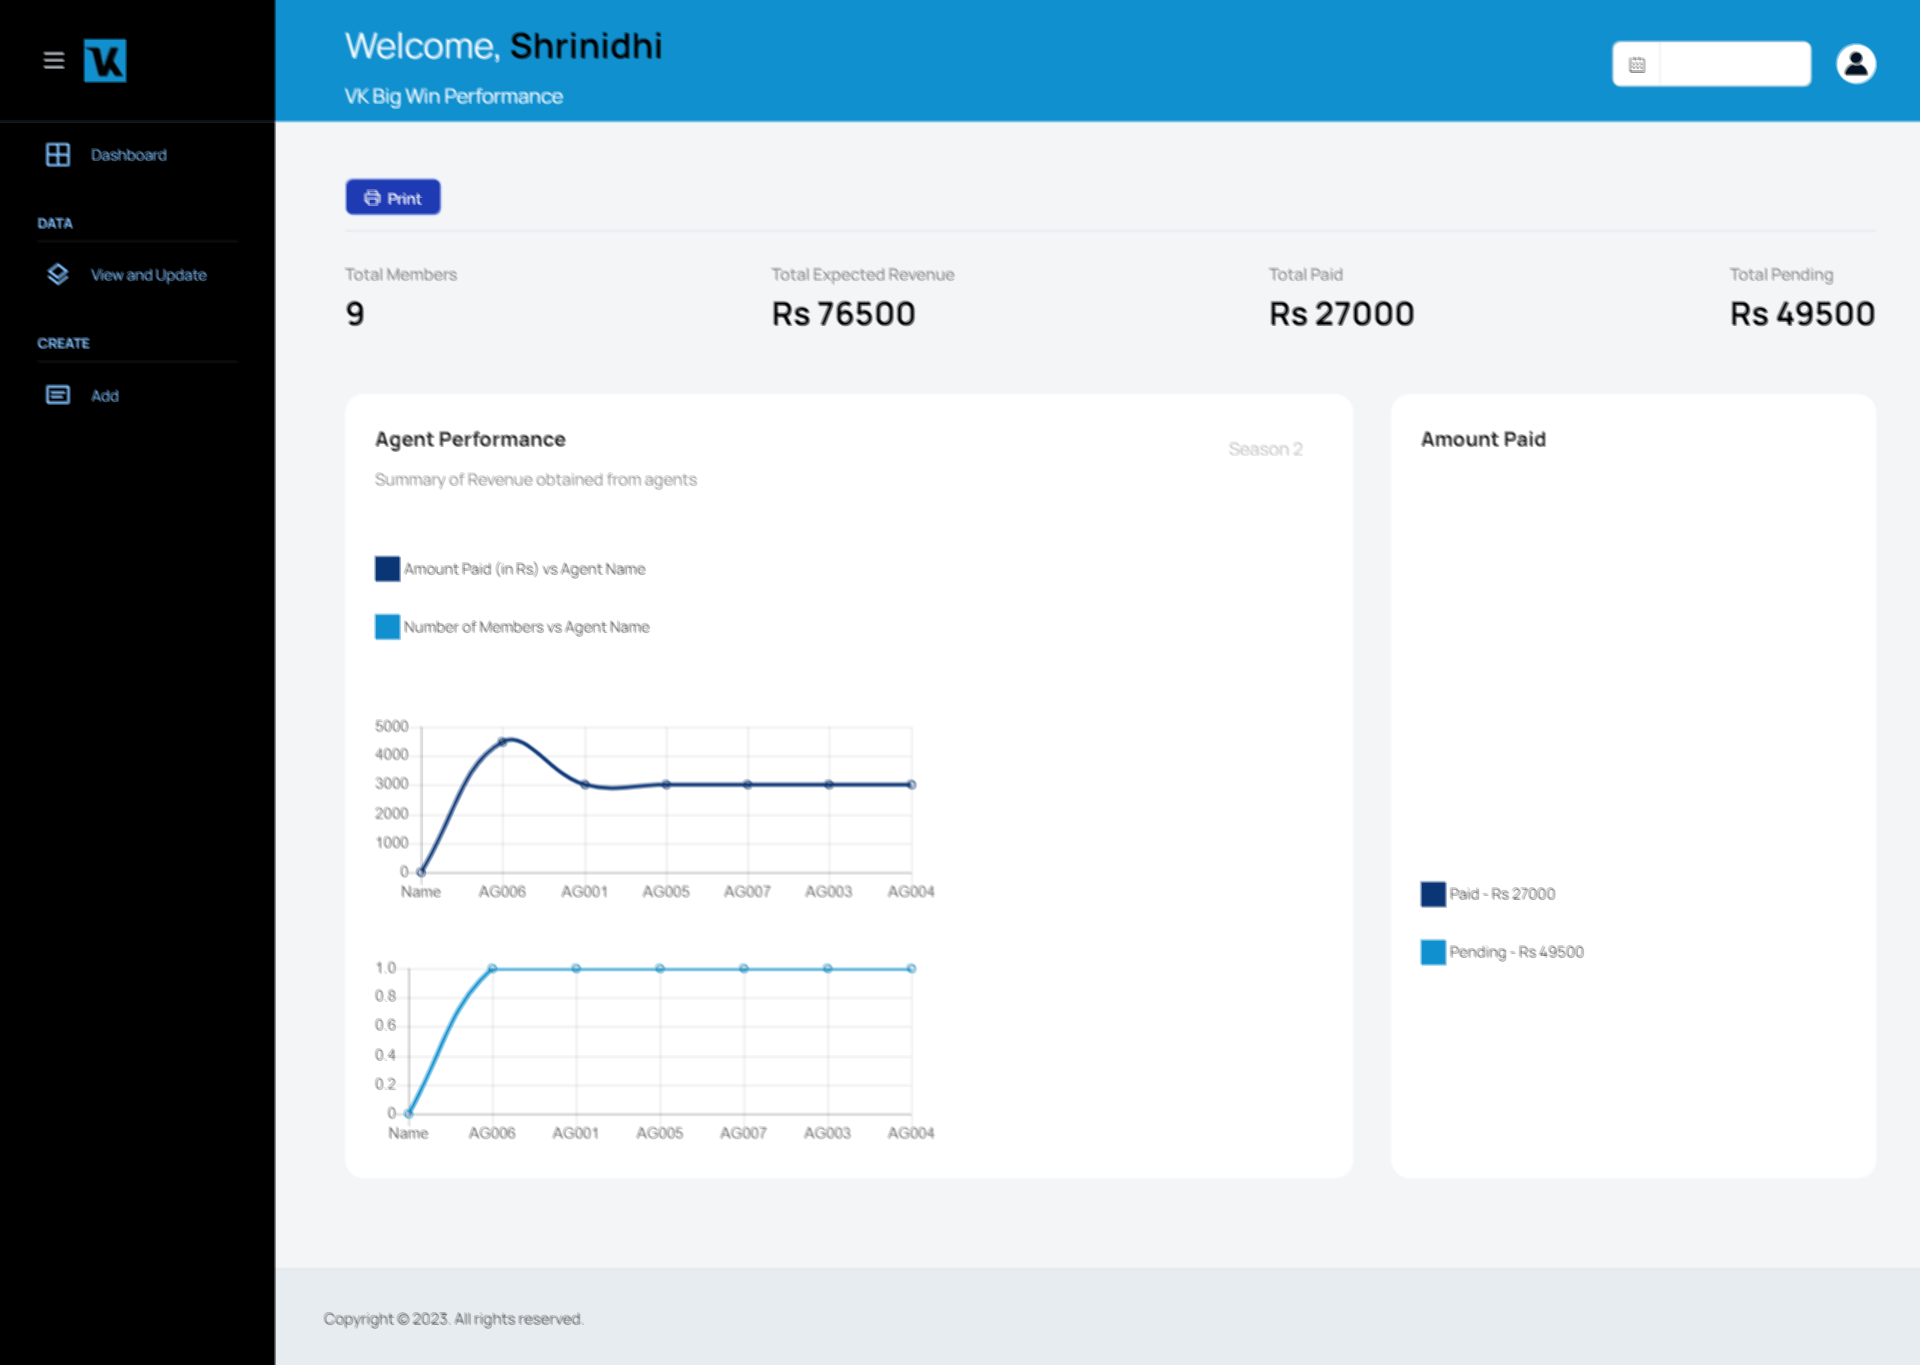 VK
Welcome, Shrinidhi
VK Big Win Performance
Dashboard
DATA
View and Update
CREATE
Add
Print
Total Members
9
Total Expected Revenue
Rs 76500
Total Paid
Rs 27000
Total Pending
Rs 49500
Agent Performance
Season 2
Summary of Revenue obtained from agents
Amount Paid (in Rs) vs Agent Name
Number of Members vs Agent Name
5000
4000
3000
2000
1000
0
Name AG006 AG001 AG005 AG007 AG003 AG004
1.0
0.8
0.6
0.4
0.2
0
Name AG006 AG001 AG005 AG007 AG003 AG004
Amount Paid
Paid - Rs 27000
Pending - Rs 49500
Copyright © 2023. All rights reserved.